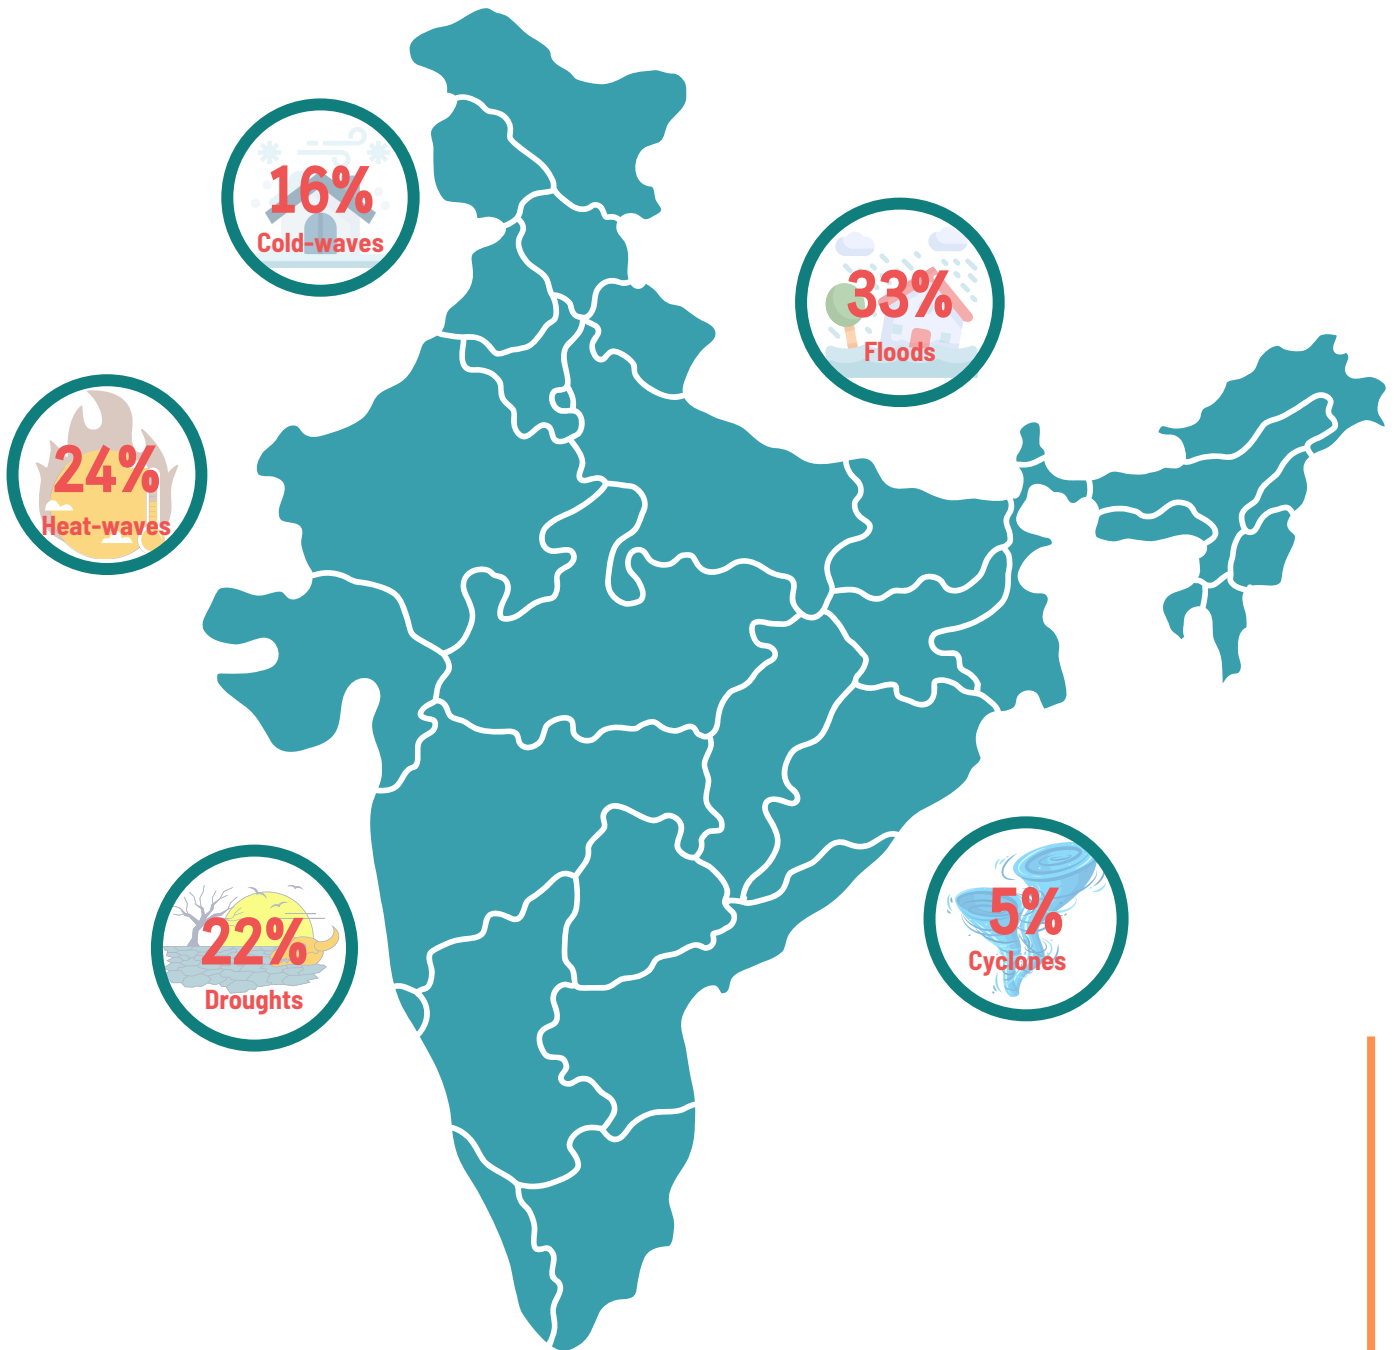 16%
Cold-waves
33%
Floods
24%
Heat-waves
22%
Droughts
5%
Cyclones